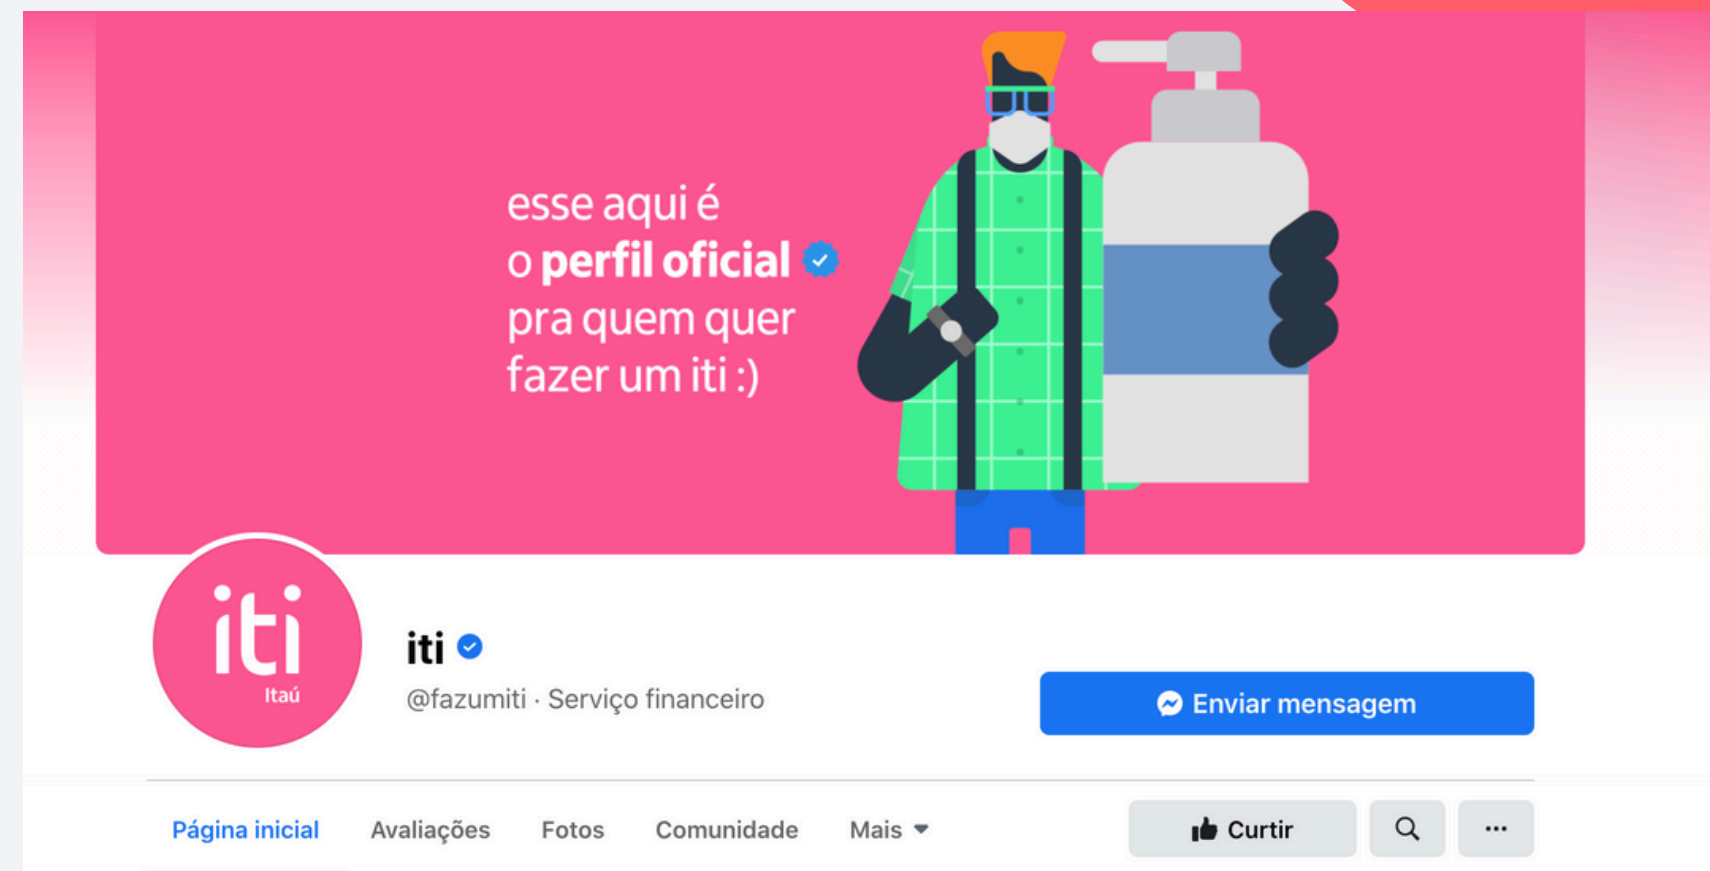 esse aqui é
o perfil oficial
pra quem quer
fazer um iti :)
iti
Itaú
iti
@fazumiti · Serviço financeiro
Enviar mensagem
Página inicial
Avaliações
Fotos
Comunidade
Mais
Curtir
...